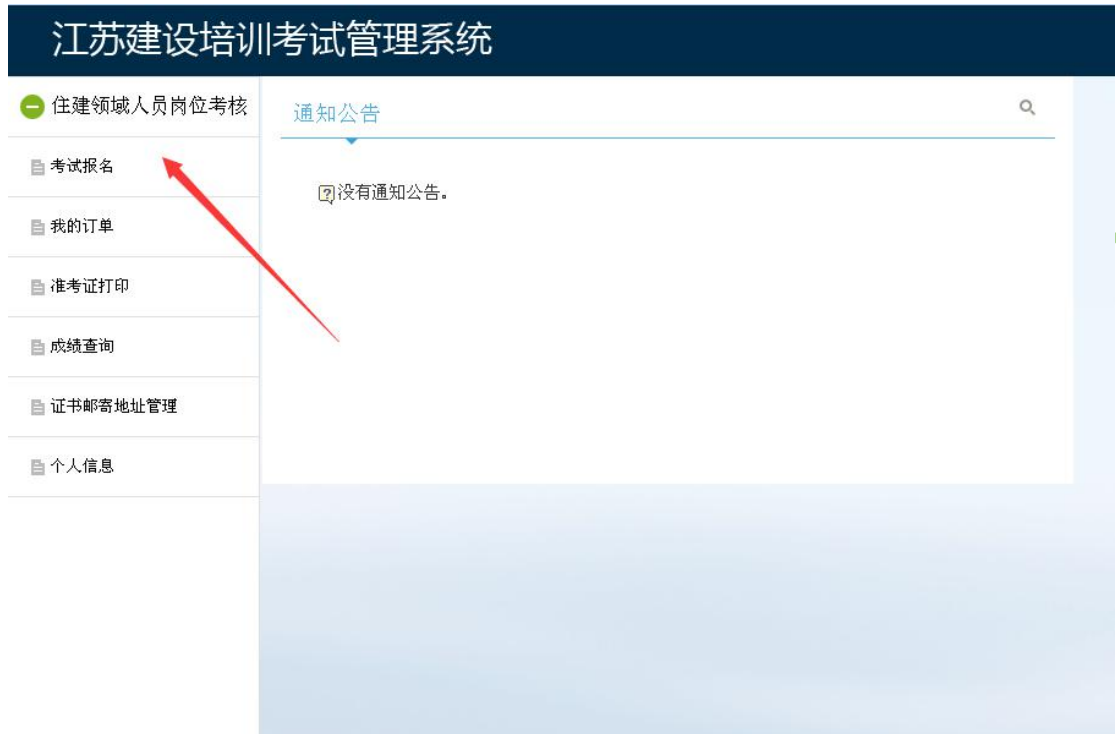 江苏建设培训考试管理系统
住建领域人员岗位考核
通知公告
考试报名
没有通知公告。
我的订单
准考证打印
成绩查询
证书邮寄地址管理
个人信息